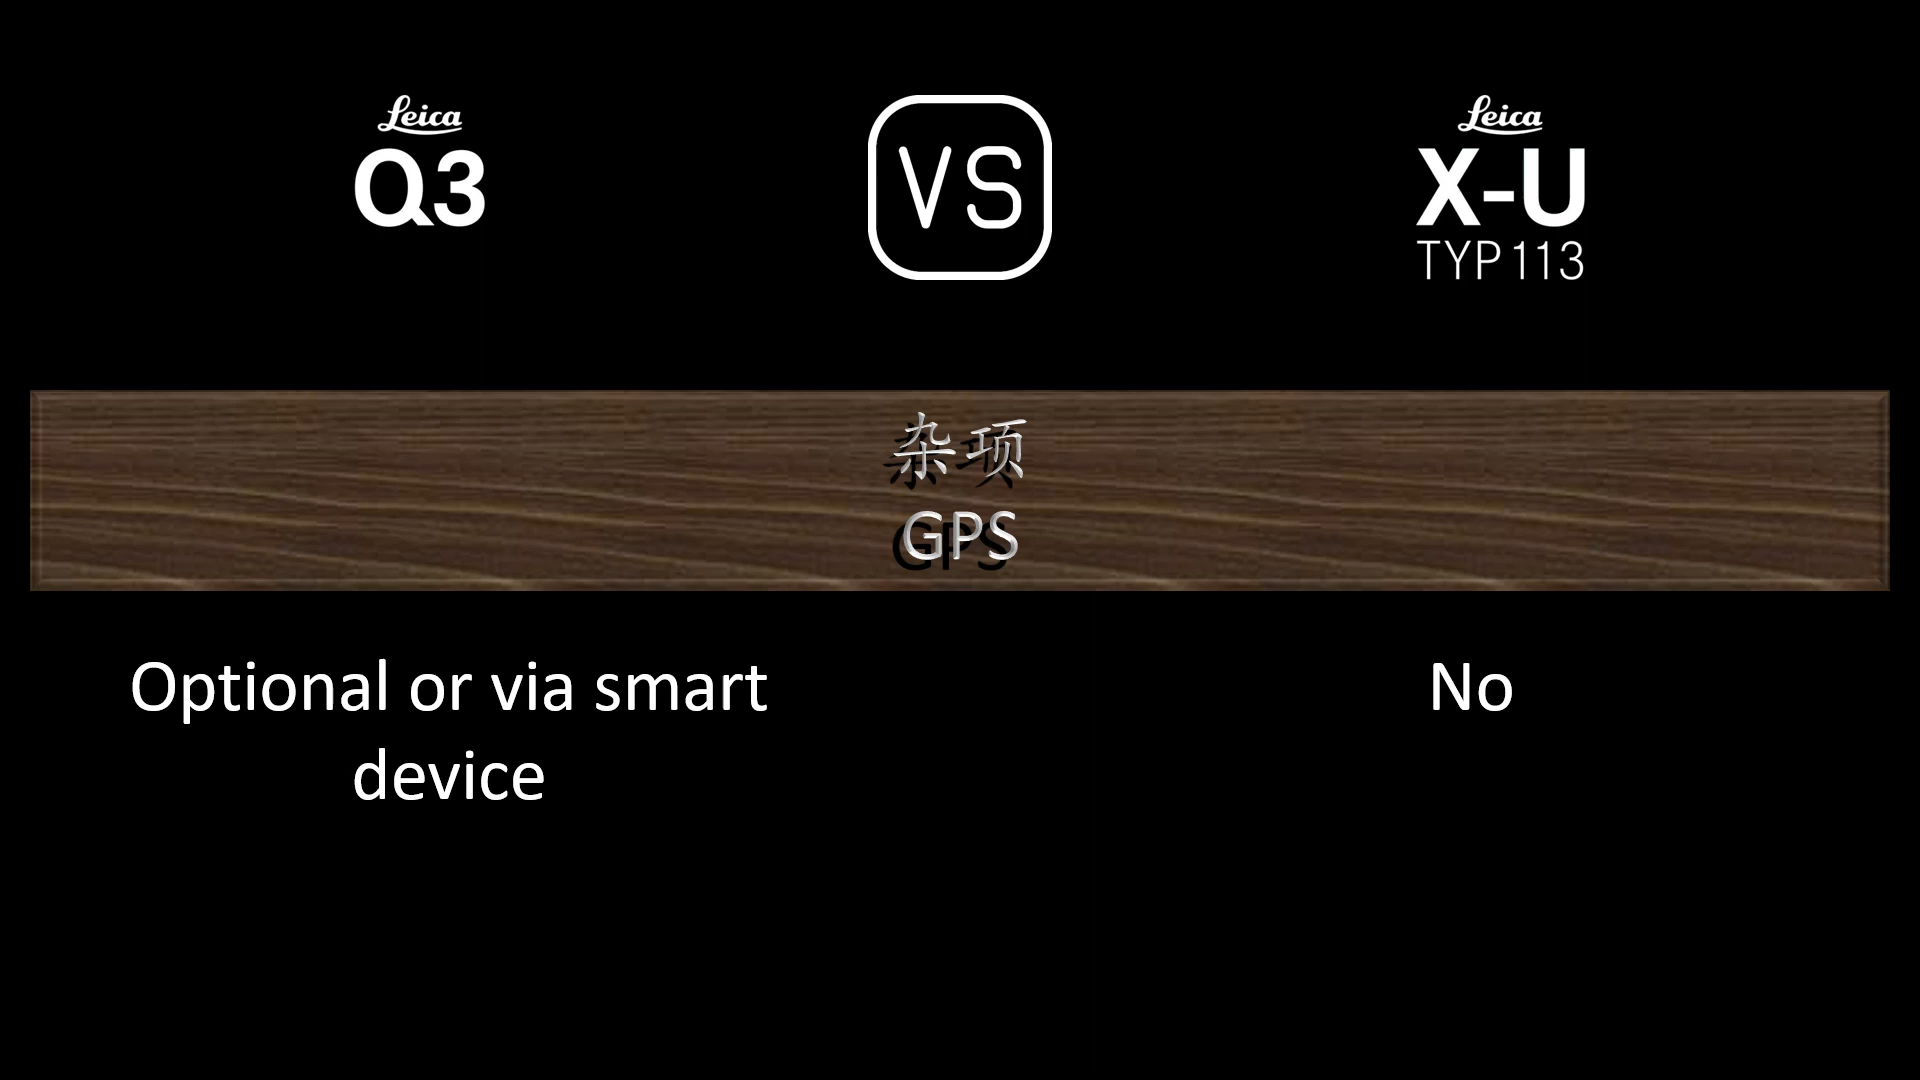 Leica
Q3
VS
Leica
X-U
TYP 113
杂项
GPS
Optional or via smart
device
No